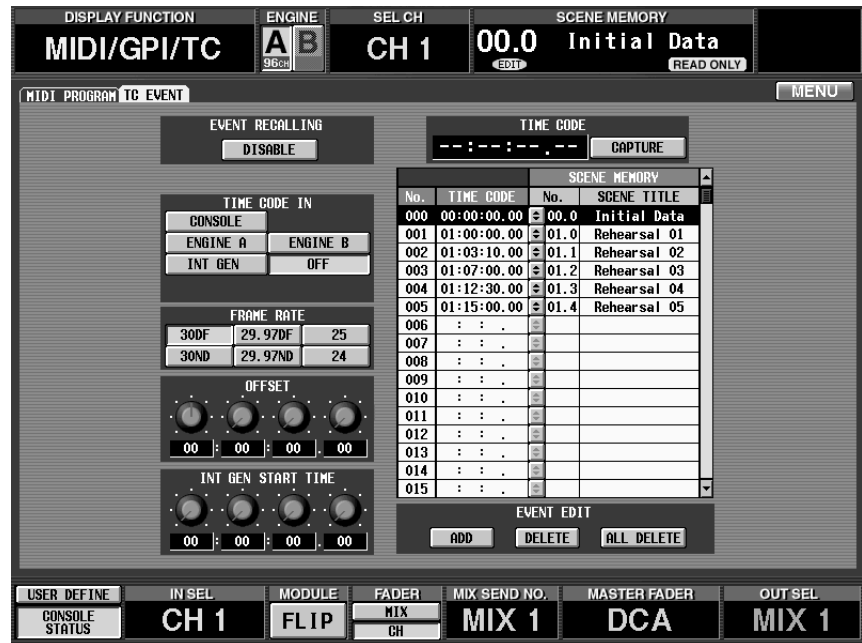 DISPLAY FUNCTION ENGINE SEL CH SCENE MEMORY
MIDI/GPI/TC A B 96CH CH 1 00.0 Initial Data
EDIT READ ONLY
MIDI PROGRAM TC EVENT MENU
EVENT RECALLING
DISABLE
TIME CODE IN
CONSOLE
ENGINE A ENGINE B
INT GEN OFF
FRAME RATE
30DF 29.97DF 25
30ND 29.97ND 24
OFFSET
00 : 00 : 00 . 00
INT GEN START TIME
00 : 00 : 00 . 00
TIME CODE
--:--:--.-- CAPTURE
SCENE MEMORY
No. TIME CODE No. SCENE TITLE
000 00:00:00.00 00.0 Initial Data
001 01:00:00.00 01.0 Rehearsal 01
002 01:03:10.00 01.1 Rehearsal 02
003 01:07:00.00 01.2 Rehearsal 03
004 01:12:30.00 01.3 Rehearsal 04
005 01:15:00.00 01.4 Rehearsal 05
006 : : .
007 : : .
008 : : .
009 : : .
010 : : .
011 : : .
012 : : .
013 : : .
014 : : .
015 : : .
EVENT EDIT
ADD DELETE ALL DELETE
USER DEFINE IN SEL MODULE FADER MIX SEND NO. MASTER FADER OUT SEL
CONSOLE STATUS CH 1 FLIP MIX CH MIX 1 DCA MIX 1